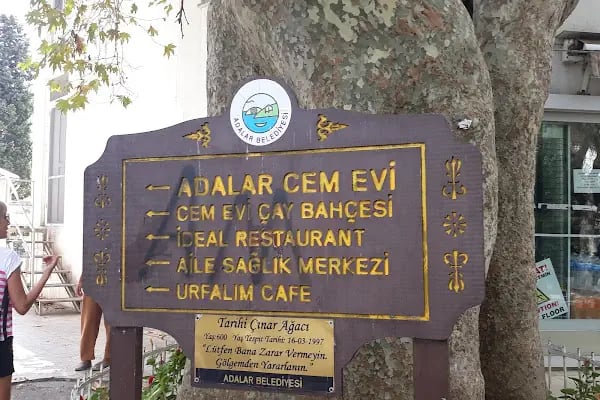 ADALAR BELEDİYESİ
← ADALAR CEM EVİ
← CEM EVİ ÇAY BAHÇESİ
← İDEAL RESTAURANT
← AİLE SAĞLIK MERKEZİ
← URFALIM CAFE
Tarihi Çınar Ağacı
Yaş:600 Yaş Tespit Tarihi: 16-03-1997
"Lütfen Bana Zarar Vermeyin.
Gölgemden Yararlanın."
ADALAR BELEDİYESİ
FLOOR